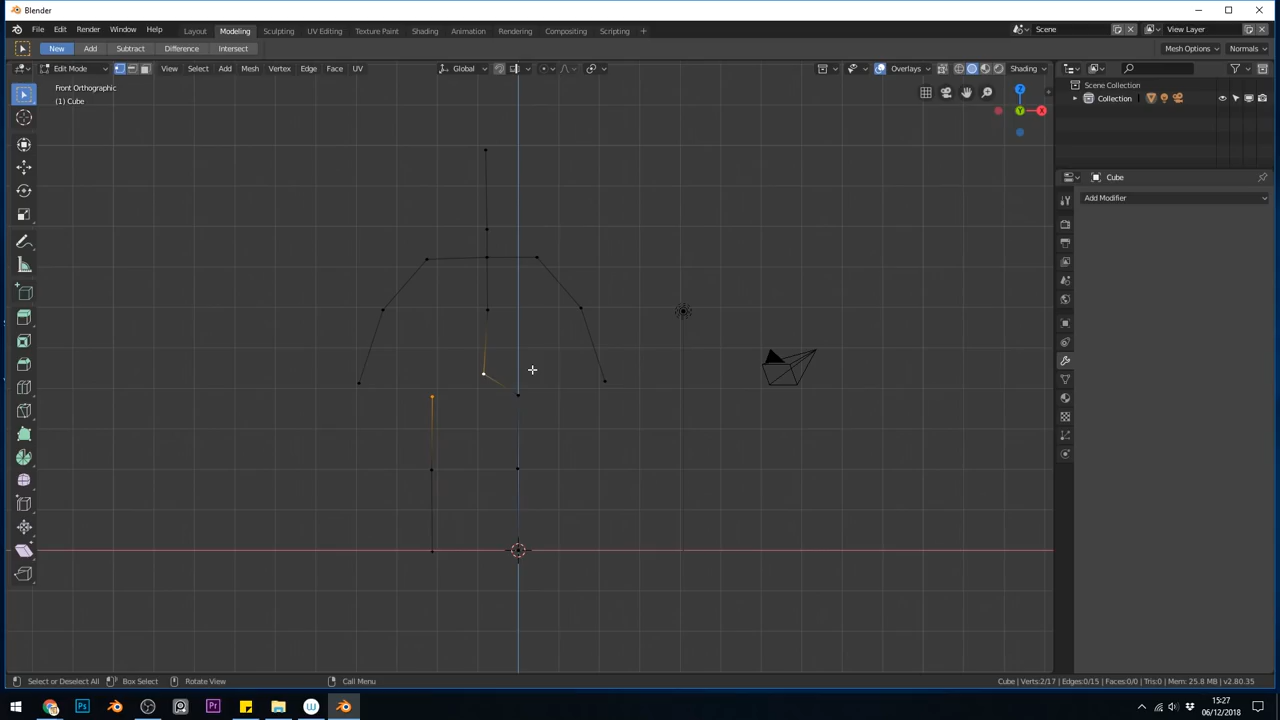 Blender
File Edit Render Window Help Layout Modeling Sculpting UV Editing Texture Paint Shading Animation Rendering Compositing Scripting + Scene View Layer
New Add Subtract Difference Intersect Mesh Options Normals
Edit Mode View Select Add Mesh Vertex Edge Face UV Global Overlays Shading
Front Orthographic
(1) Cube
Z
Y
X
Scene Collection
Collection
Cube
Add Modifier
Select or Deselect All Box Select Rotate View Call Menu Cube | Verts:2/17 | Edges:0/15 | Faces:0/0 | Tris:0 | Mem: 25.8 MB | v2.80.35
15:27
06/12/2018